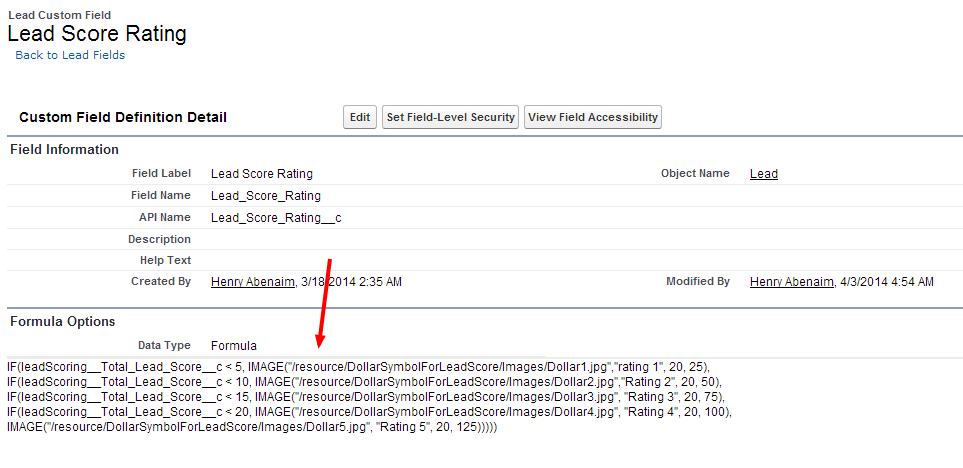 Lead Custom Field
Lead Score Rating
Back to Lead Fields
Custom Field Definition Detail Edit Set Field-Level Security View Field Accessibility
Field Information
Field Label Lead Score Rating Object Name Lead
Field Name Lead_Score_Rating
API Name Lead_Score_Rating__c
Description
Help Text
Created By Henry Abenaim, 3/18/2014 2:35 AM Modified By Henry Abenaim, 4/3/2014 4:54 AM
Formula Options
Data Type Formula
IF(leadScoring__Total_Lead_Score__c < 5, IMAGE("/resource/DollarSymbolForLeadScore/Images/Dollar1.jpg","rating 1", 20, 25),
IF(leadScoring__Total_Lead_Score__c < 10, IMAGE("/resource/DollarSymbolForLeadScore/Images/Dollar2.jpg","Rating 2", 20, 50),
IF(leadScoring__Total_Lead_Score__c < 15, IMAGE("/resource/DollarSymbolForLeadScore/Images/Dollar3.jpg", "Rating 3", 20, 75),
IF(leadScoring__Total_Lead_Score__c < 20, IMAGE("/resource/DollarSymbolForLeadScore/Images/Dollar4.jpg", "Rating 4", 20, 100),
IMAGE("/resource/DollarSymbolForLeadScore/Images/Dollar5.jpg", "Rating 5", 20, 125)))))